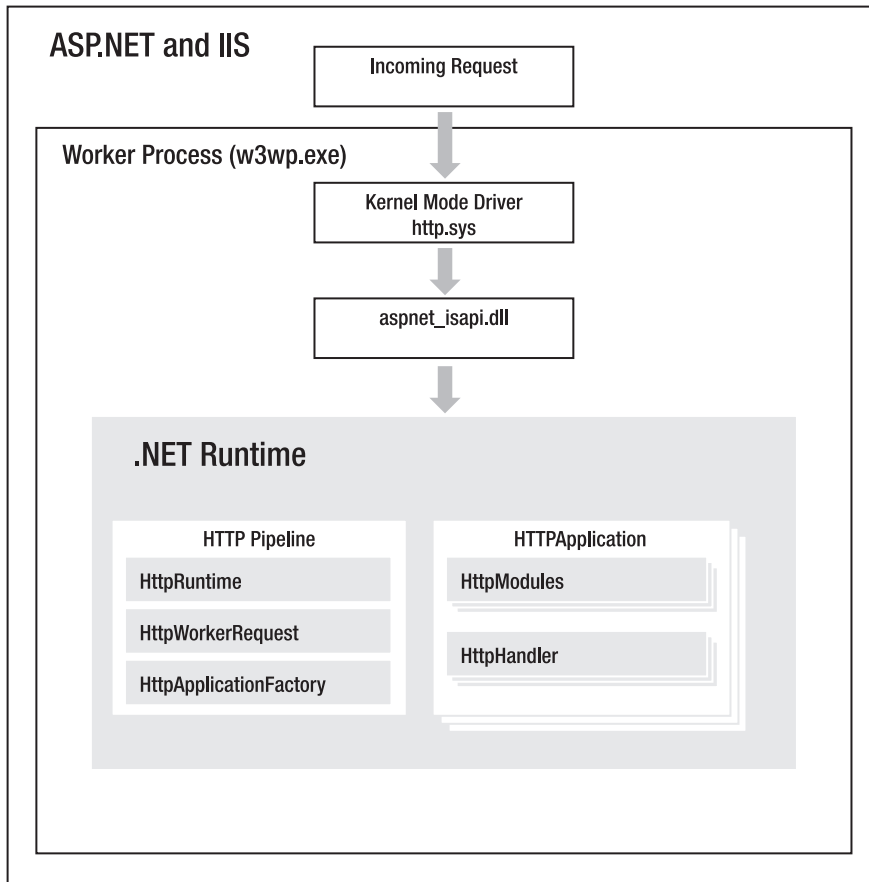 ASP.NET and IIS
Incoming Request
Worker Process (w3wp.exe)
Kernel Mode Driver
http.sys
aspnet_isapi.dll
.NET Runtime
HTTP Pipeline
HttpRuntime
HttpWorkerRequest
HttpApplicationFactory
HTTPApplication
HttpModules
HttpHandler